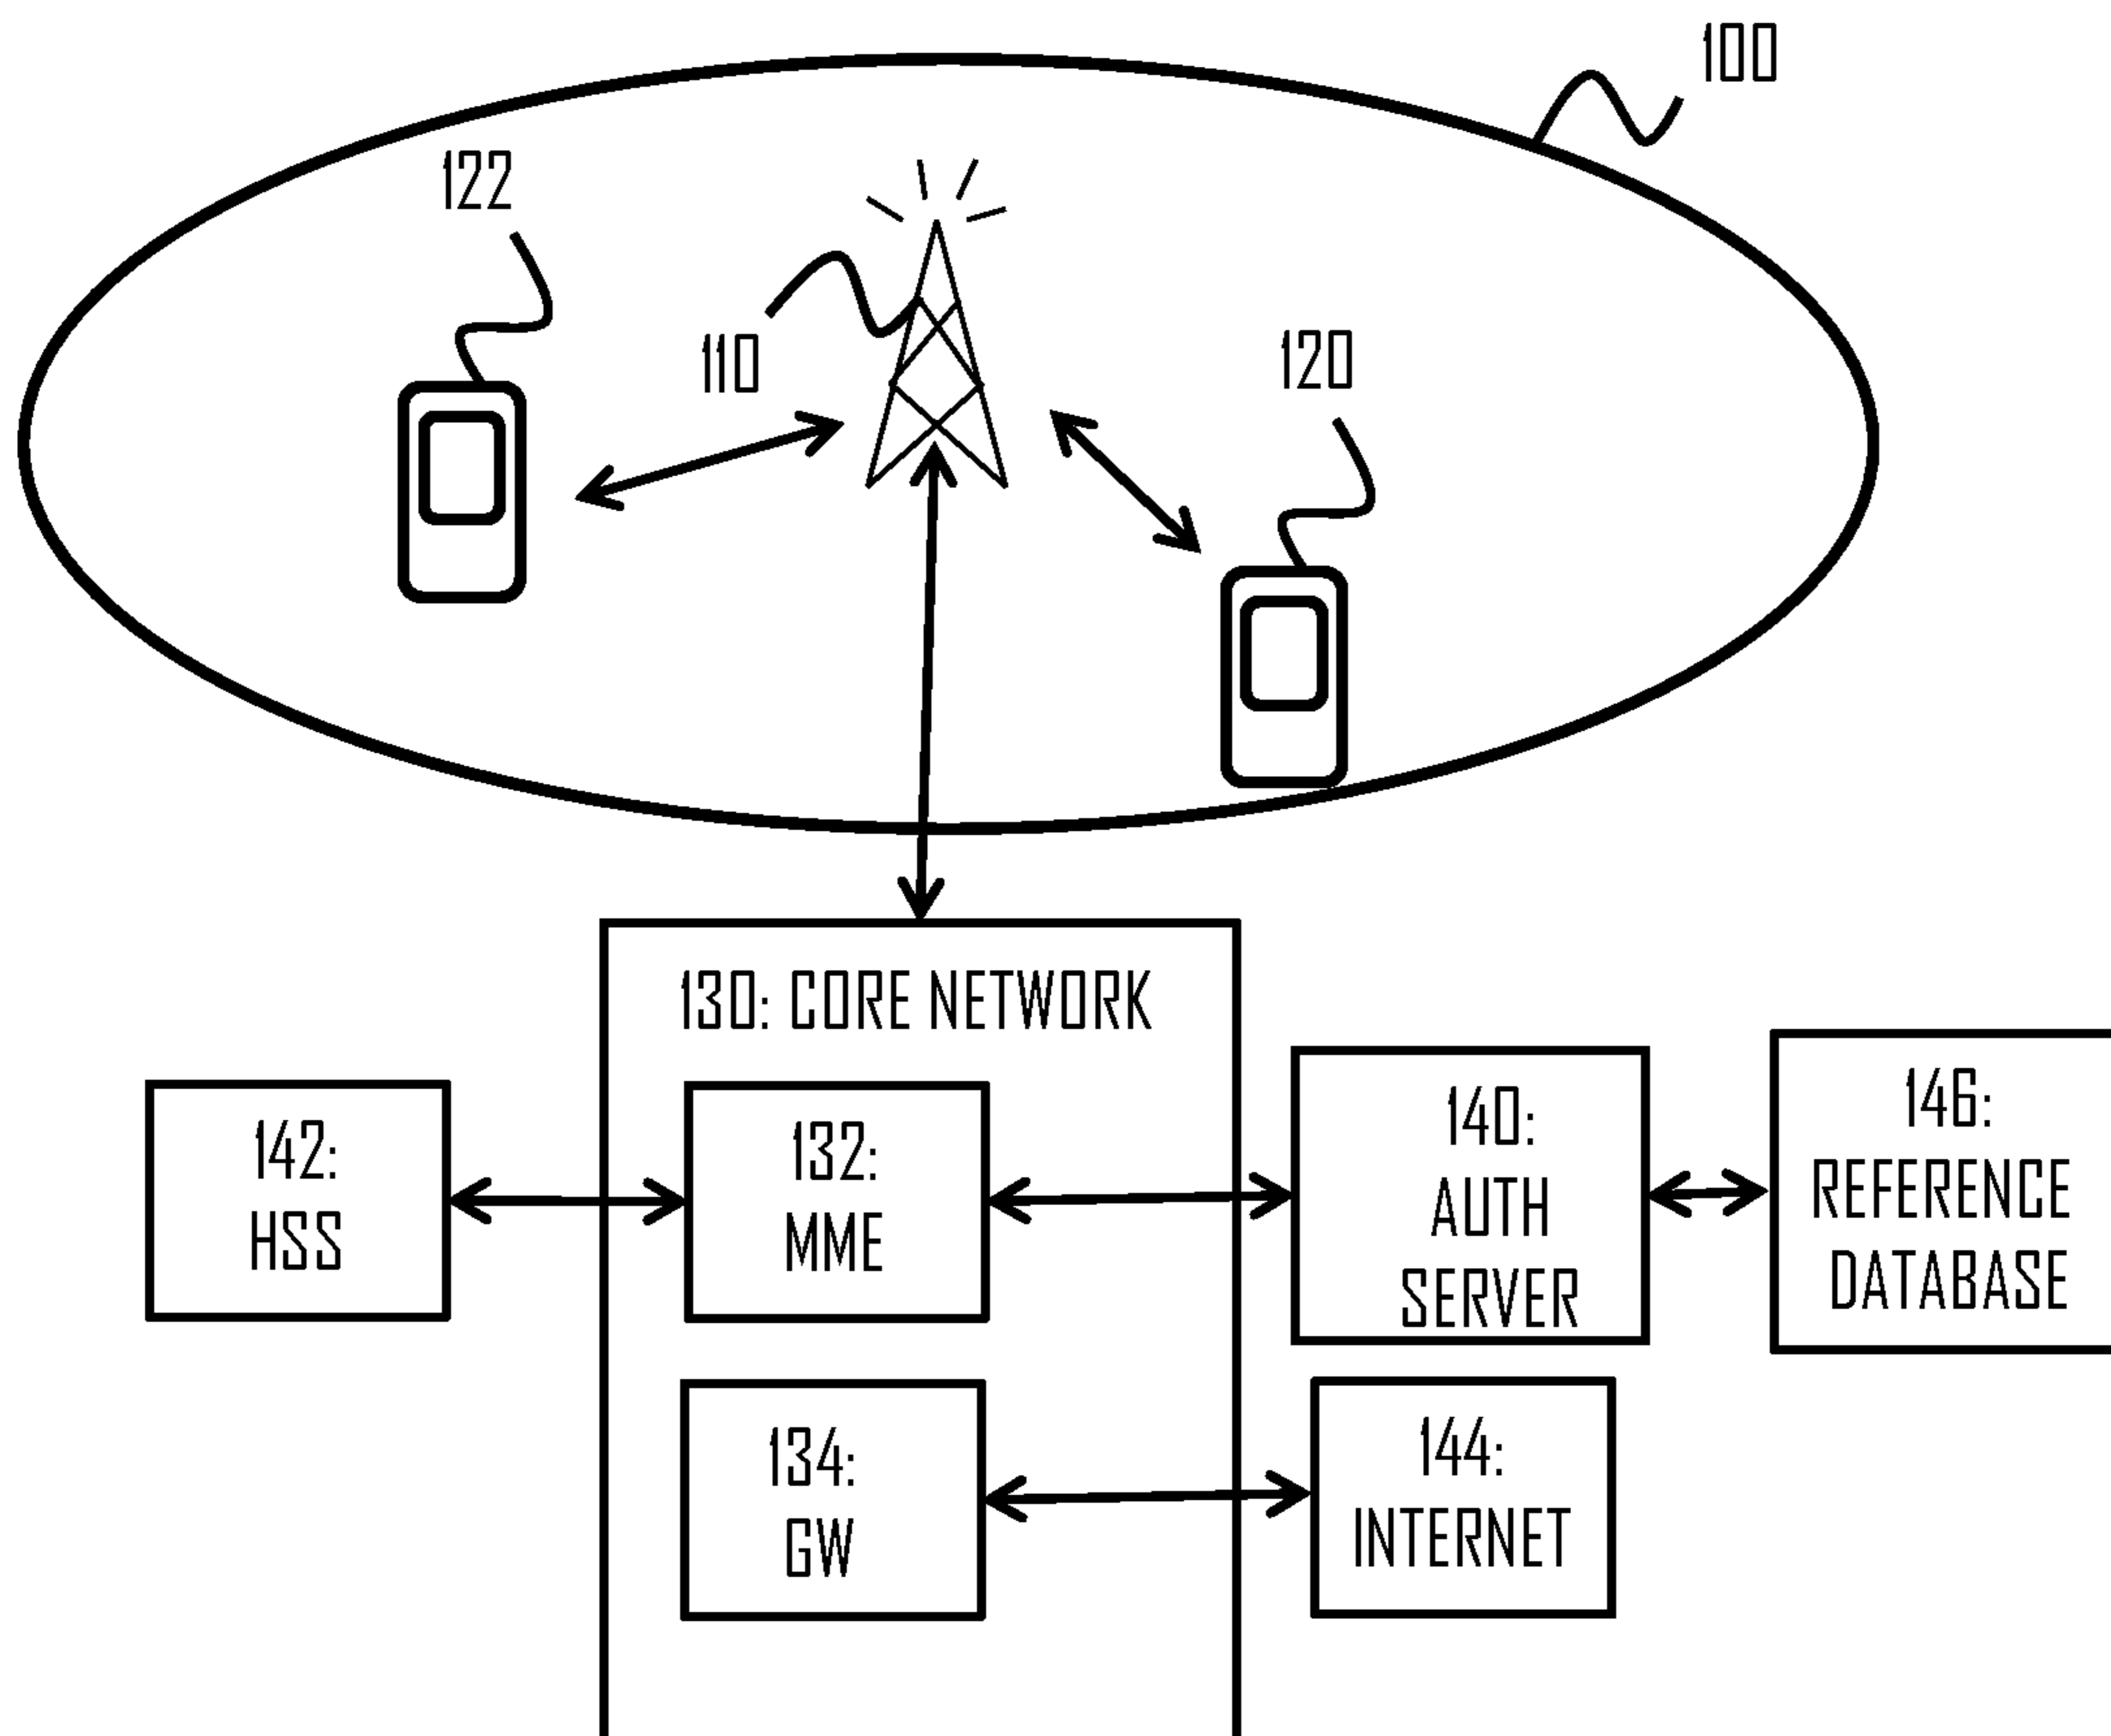 100
122
110
120
130: CORE NETWORK
142:
HSS
132:
MME
140:
AUTH
SERVER
146:
REFERENCE
DATABASE
134:
GW
144:
INTERNET